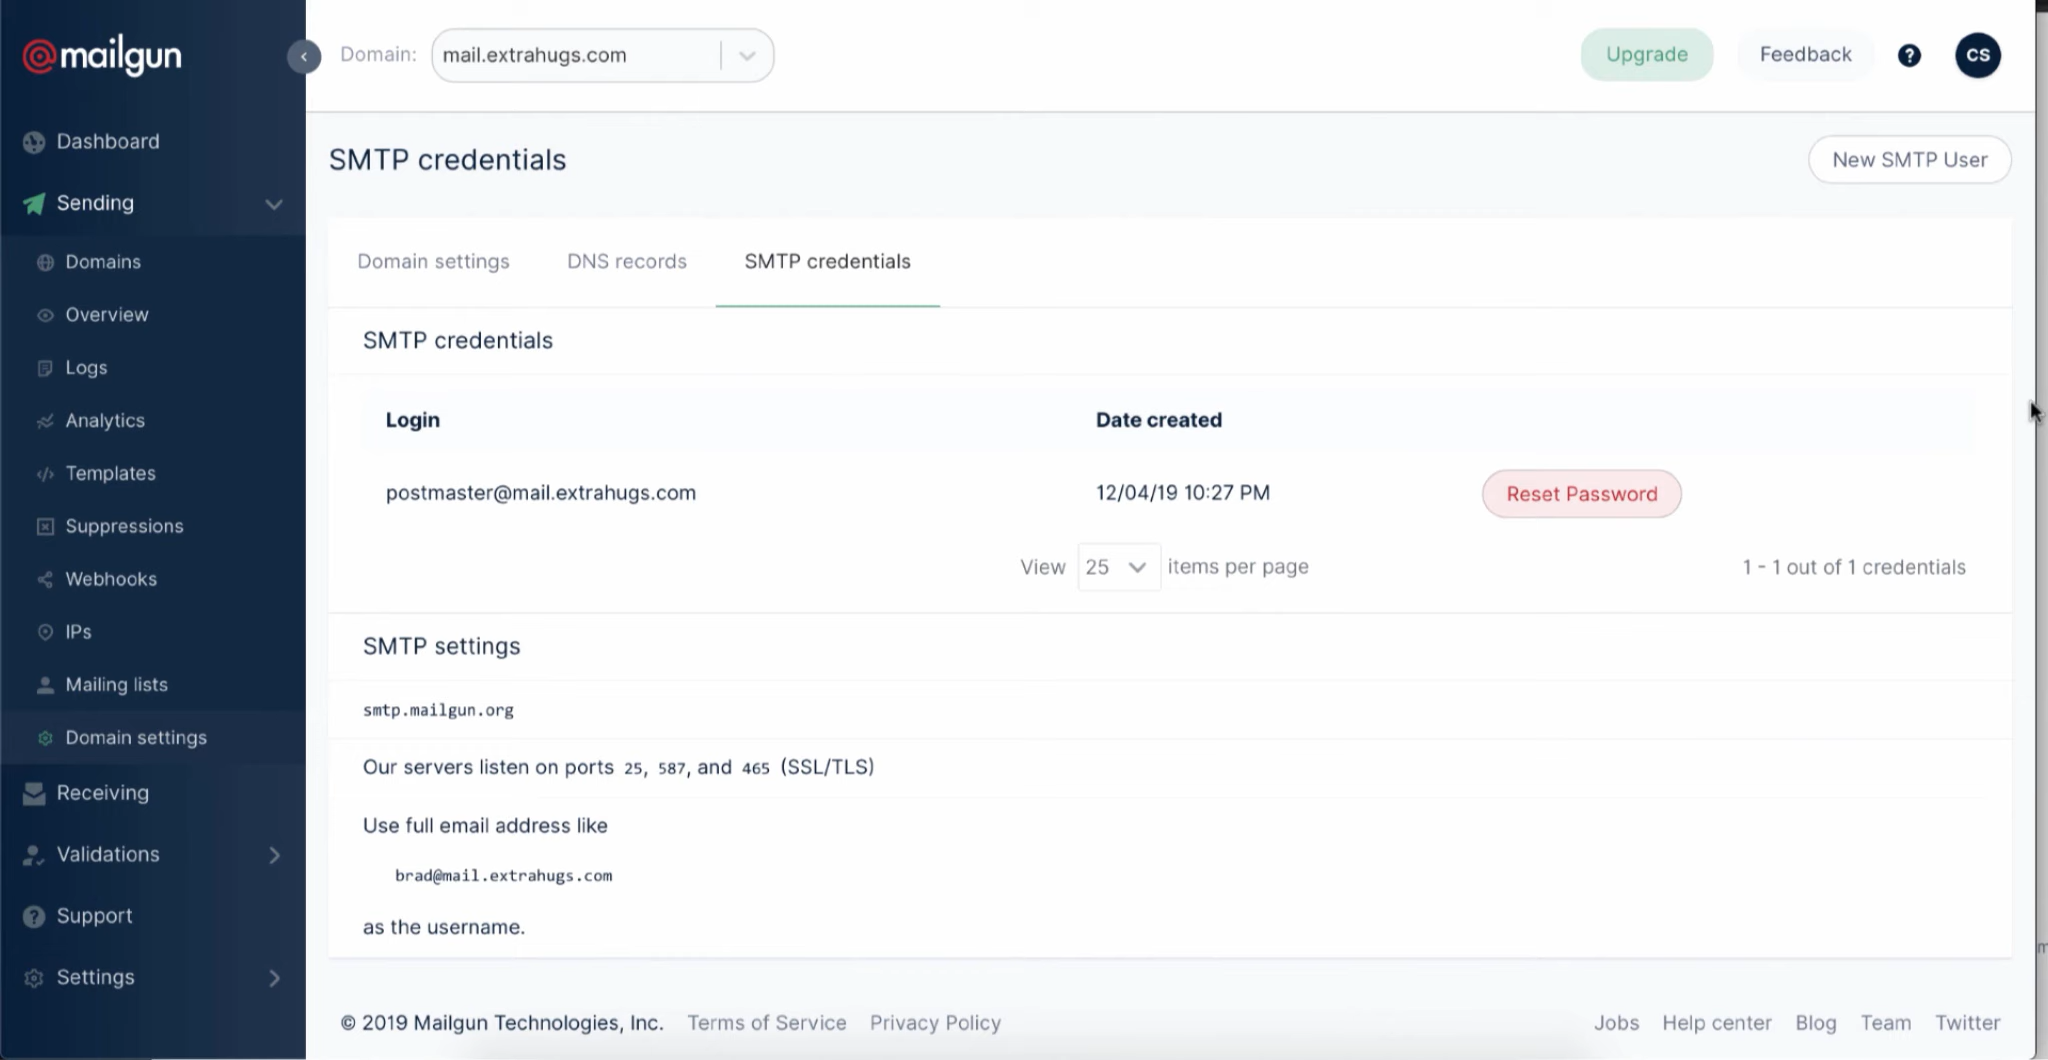 mailgun
Domain:
mail.extrahugs.com
Upgrade
Feedback
?
CS
Dashboard
Sending
Domains
Overview
Logs
Analytics
Templates
Suppressions
Webhooks
IPs
Mailing lists
Domain settings
Receiving
Validations
Support
Settings
SMTP credentials
New SMTP User
Domain settings
DNS records
SMTP credentials
SMTP credentials
Login
Date created
postmaster@mail.extrahugs.com
12/04/19 10:27 PM
Reset Password
View 25 items per page
1 - 1 out of 1 credentials
SMTP settings
smtp.mailgun.org
Our servers listen on ports 25, 587, and 465 (SSL/TLS)
Use full email address like
brad@mail.extrahugs.com
as the username.
© 2019 Mailgun Technologies, Inc. Terms of Service Privacy Policy
Jobs Help center Blog Team Twitter